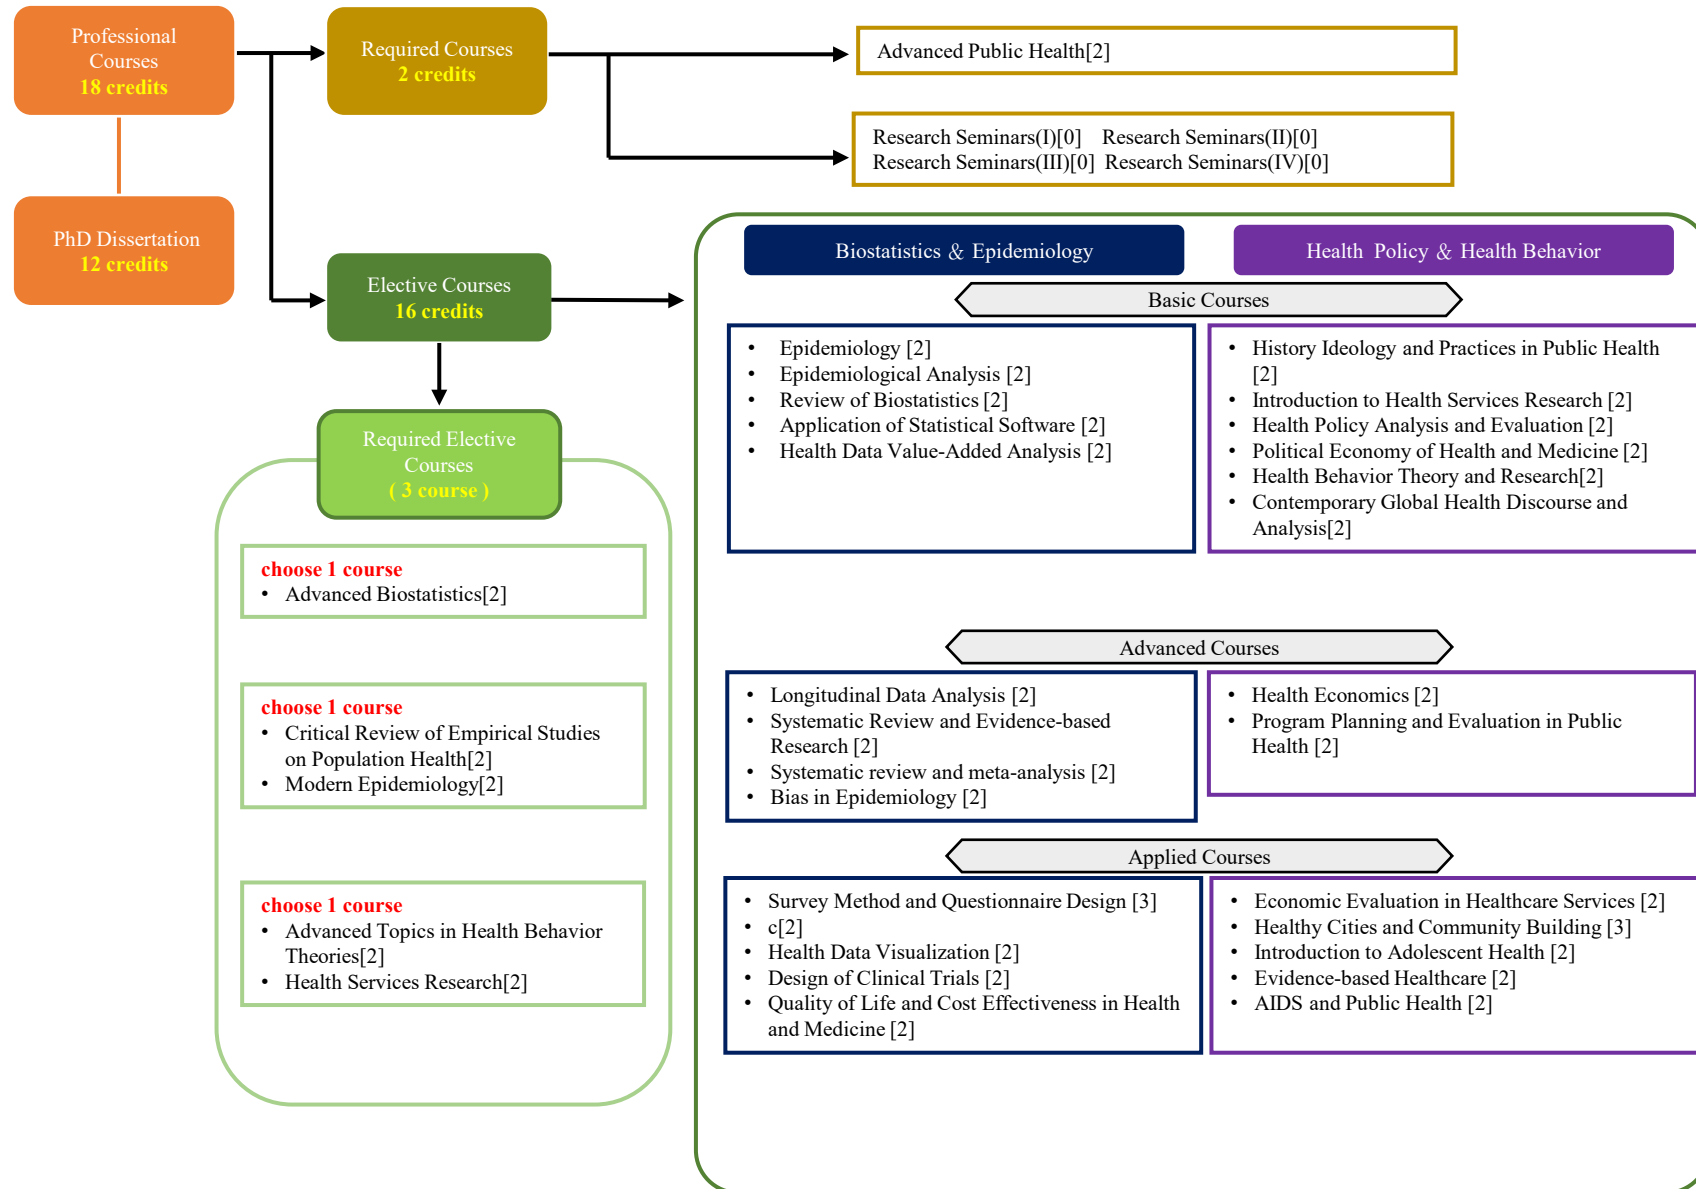 Professional
Courses
18 credits
Required Courses
2 credits
Advanced Public Health[2]
Research Seminars(I)[0] Research Seminars(II)[0]
Research Seminars(III)[0] Research Seminars(IV)[0]
PhD Dissertation
12 credits
Elective Courses
16 credits
Required Elective
Courses
( 3 course )
choose 1 course
• Advanced Biostatistics[2]
choose 1 course
• Critical Review of Empirical Studies
on Population Health[2]
• Modern Epidemiology[2]
choose 1 course
• Advanced Topics in Health Behavior
Theories[2]
• Health Services Research[2]
Biostatistics & Epidemiology
Health Policy & Health Behavior
Basic Courses
• Epidemiology [2]
• Epidemiological Analysis [2]
• Review of Biostatistics [2]
• Application of Statistical Software [2]
• Health Data Value-Added Analysis [2]
• History Ideology and Practices in Public Health
[2]
• Introduction to Health Services Research [2]
• Health Policy Analysis and Evaluation [2]
• Political Economy of Health and Medicine [2]
• Health Behavior Theory and Research[2]
• Contemporary Global Health Discourse and
Analysis[2]
Advanced Courses
• Longitudinal Data Analysis [2]
• Systematic Review and Evidence-based
Research [2]
• Systematic review and meta-analysis [2]
• Bias in Epidemiology [2]
• Health Economics [2]
• Program Planning and Evaluation in Public
Health [2]
Applied Courses
• Survey Method and Questionnaire Design [3]
• c[2]
• Health Data Visualization [2]
• Design of Clinical Trials [2]
• Quality of Life and Cost Effectiveness in Health
and Medicine [2]
• Economic Evaluation in Healthcare Services [2]
• Healthy Cities and Community Building [3]
• Introduction to Adolescent Health [2]
• Evidence-based Healthcare [2]
• AIDS and Public Health [2]